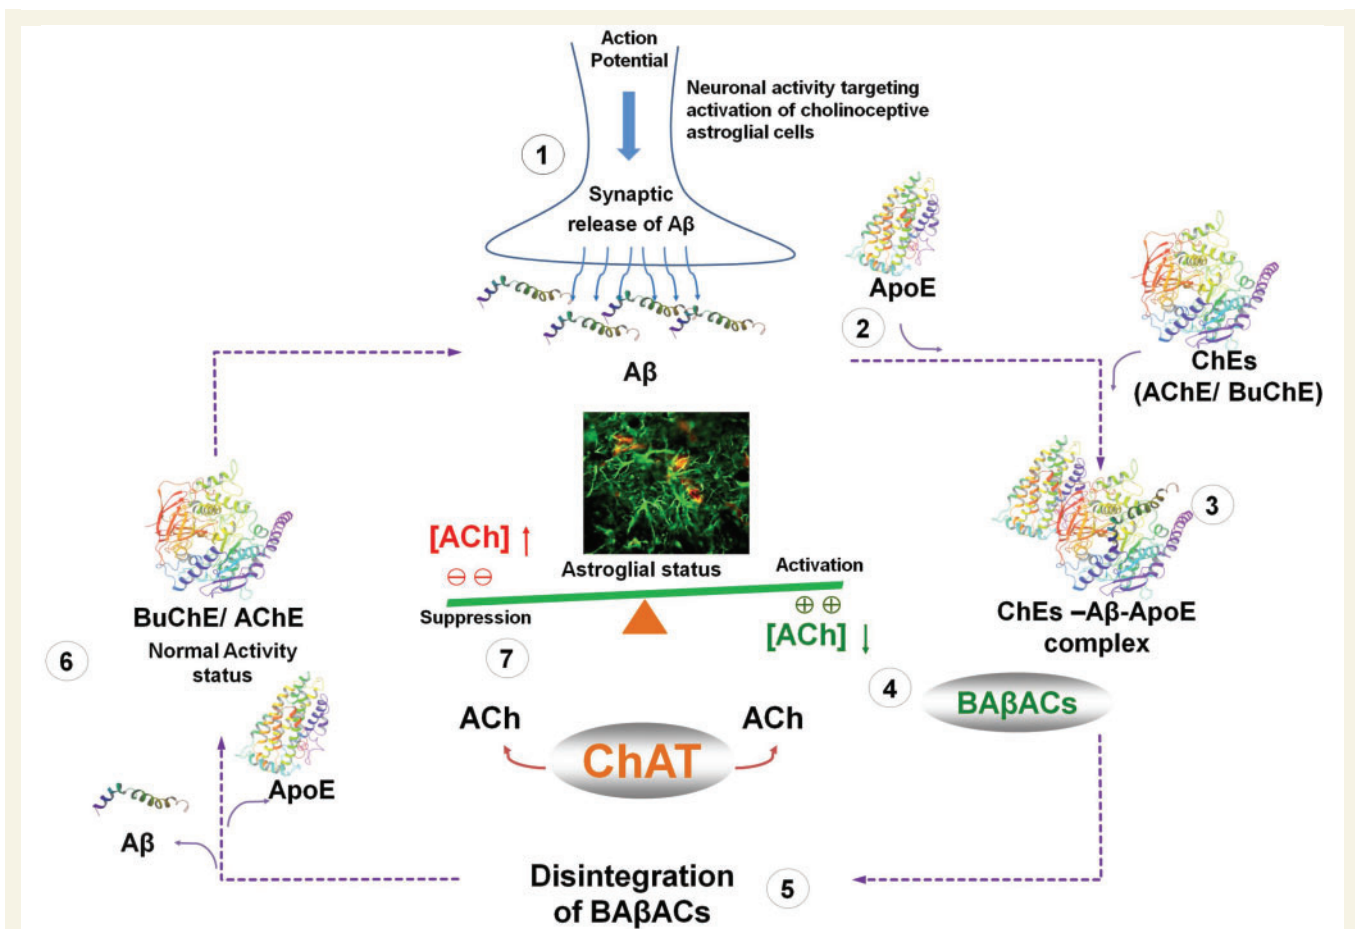 Action
Potential
Neuronal activity targeting
activation of cholinoceptive
astroglial cells
1
Synaptic
release of Aβ
ApoE
2
Aβ
ChEs
(AChE/ BuChE)
3
ChEs –Aβ-ApoE
complex
[ACh] ↑
⊖ ⊖
Astroglial status
Activation
Suppression
⊕ ⊕
[ACh] ↓
BuChE/ AChE
Normal Activity
status
6
7
4
BAβACs
ACh
ACh
ChAT
ApoE
Aβ
Disintegration
of BAβACs
5